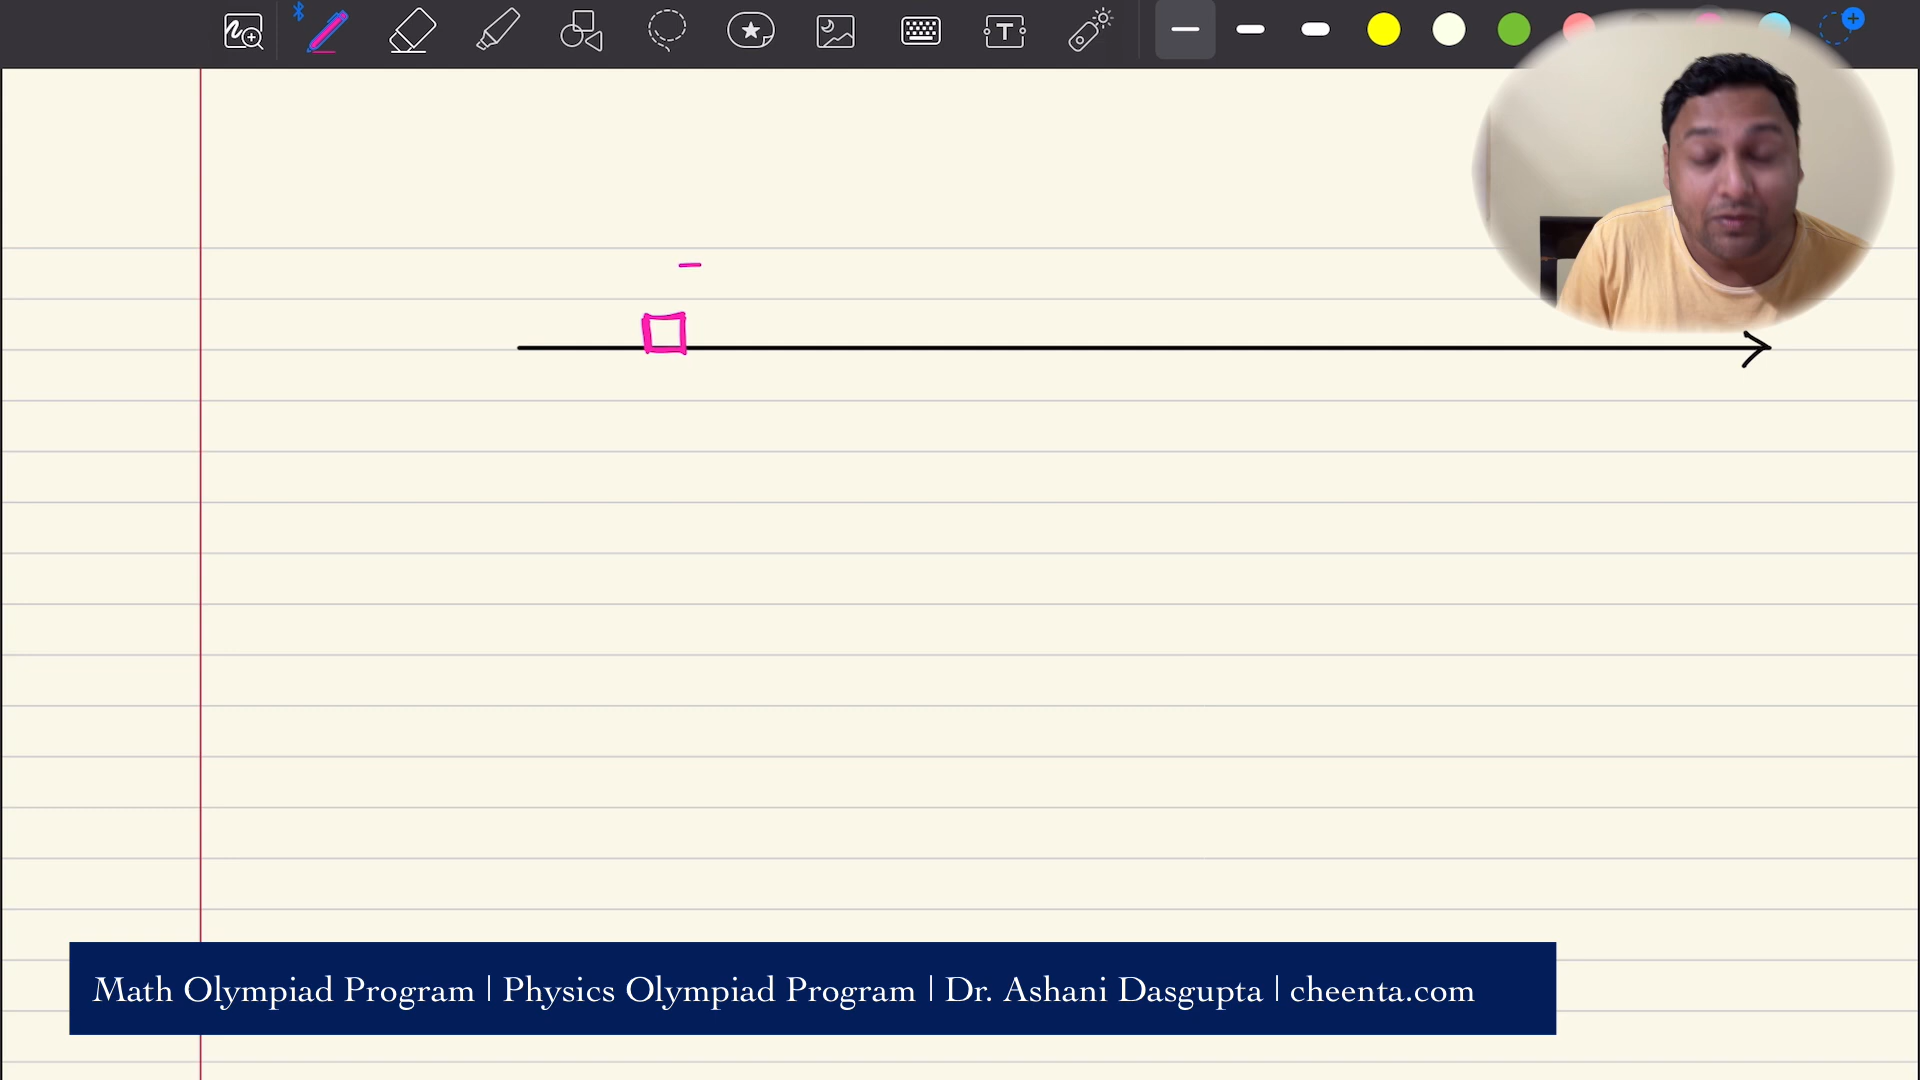 Math Olympiad Program | Physics Olympiad Program | Dr. Ashani Dasgupta | cheenta.com